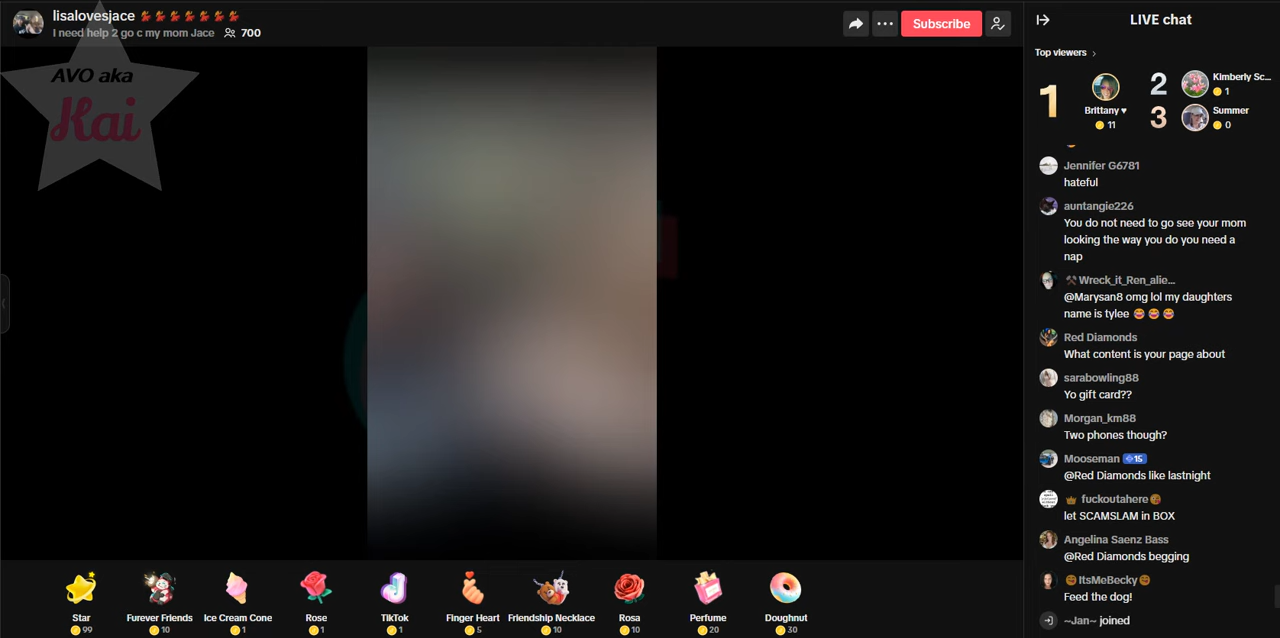 lisalovesjace
I need help 2 go c my mom Jace 700
Subscribe
AVO aka
Kai
LIVE chat
Top viewers
1
Brittany ♥
11
2
Kimberly Sc...
1
3
Summer
0
Jennifer G6781
hateful
auntangie226
You do not need to go see your mom
looking the way you do you need a
nap
Wreck_it_Ren_alie...
@Marysan8 omg lol my daughters
name is tylee 😂 😂 😂
Red Diamonds
What content is your page about
sarabowling88
Yo gift card??
Morgan_km88
Two phones though?
Mooseman 15
@Red Diamonds like lastnight
fuckoutahere
let SCAMSLAM in BOX
Angelina Saenz Bass
@Red Diamonds begging
ItsMeBecky
Feed the dog!
~Jan~ joined
Star
99
Furever Friends
10
Ice Cream Cone
1
Rose
1
TikTok
1
Finger Heart
5
Friendship Necklace
10
Rosa
10
Perfume
20
Doughnut
30